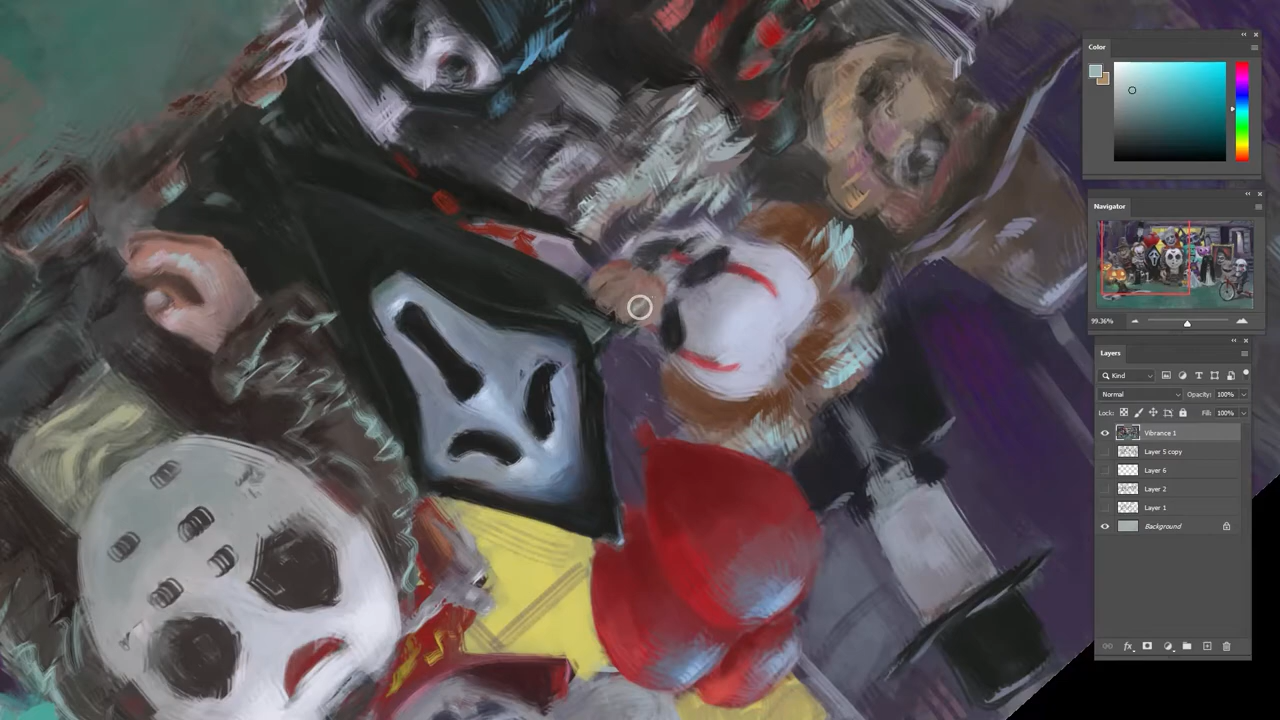 Color
Navigator
99.36%
Layers
Kind
Normal
Opacity: 100%
Lock:
Fill: 100%
Vibrance 1
Layer 5 copy
Layer 6
Layer 2
Layer 1
Background
fx